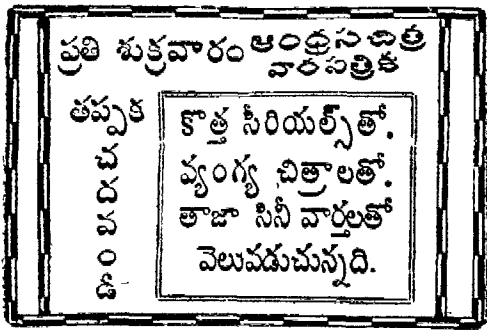 ప్రతి శుక్రవారం ఆంధ్రసచిత్ర
వారపత్రిక
తప్పక
చ
ద
వ
ం
డి
కొత్త సీరియల్స్‌తో.
వ్యంగ్య చిత్రాలతో.
తాజా సినీ వార్తలతో
వెలువడుచున్నది.